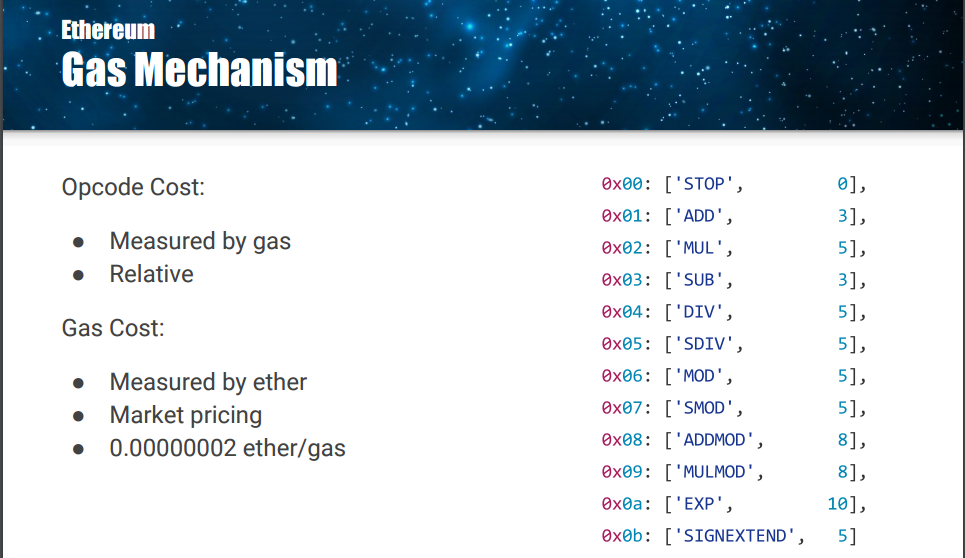 Ethereum
Gas Mechanism
Opcode Cost:
● Measured by gas
● Relative
Gas Cost:
● Measured by ether
● Market pricing
● 0.00000002 ether/gas
0x00: ['STOP', 0],
0x01: ['ADD', 3],
0x02: ['MUL', 5],
0x03: ['SUB', 3],
0x04: ['DIV', 5],
0x05: ['SDIV', 5],
0x06: ['MOD', 5],
0x07: ['SMOD', 5],
0x08: ['ADDMOD', 8],
0x09: ['MULMOD', 8],
0x0a: ['EXP', 10],
0x0b: ['SIGNEXTEND', 5]